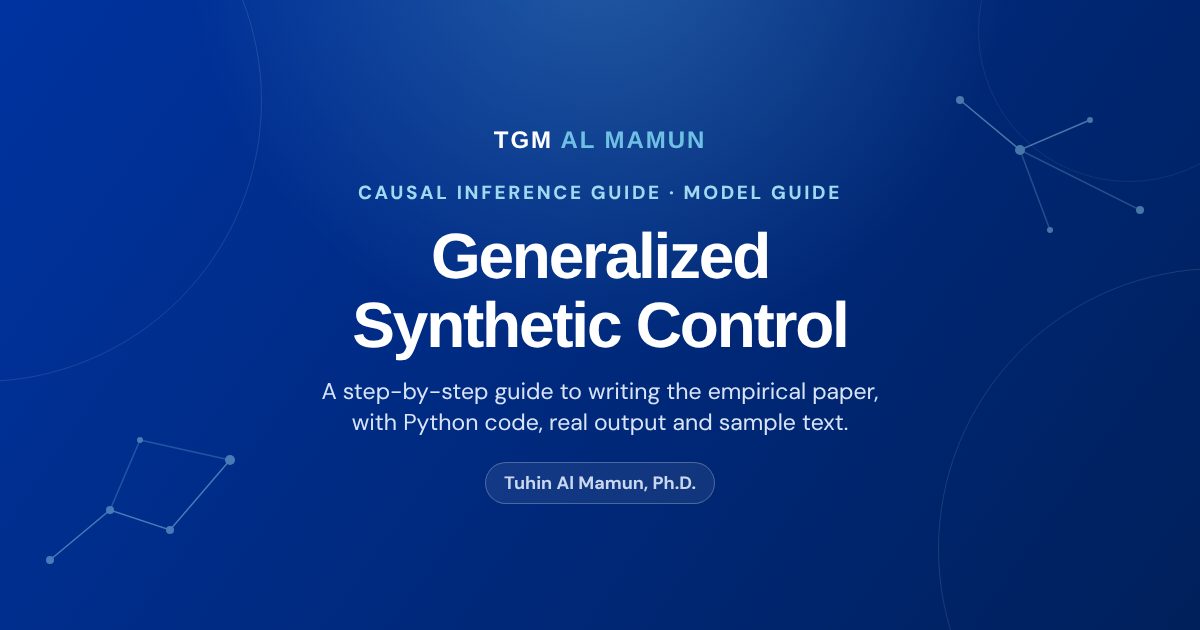 TGM AL MAMUN
CAUSAL INFERENCE GUIDE · MODEL GUIDE
Generalized
Synthetic Control
A step-by-step guide to writing the empirical paper,
with Python code, real output and sample text.
Tuhin Al Mamun, Ph.D.